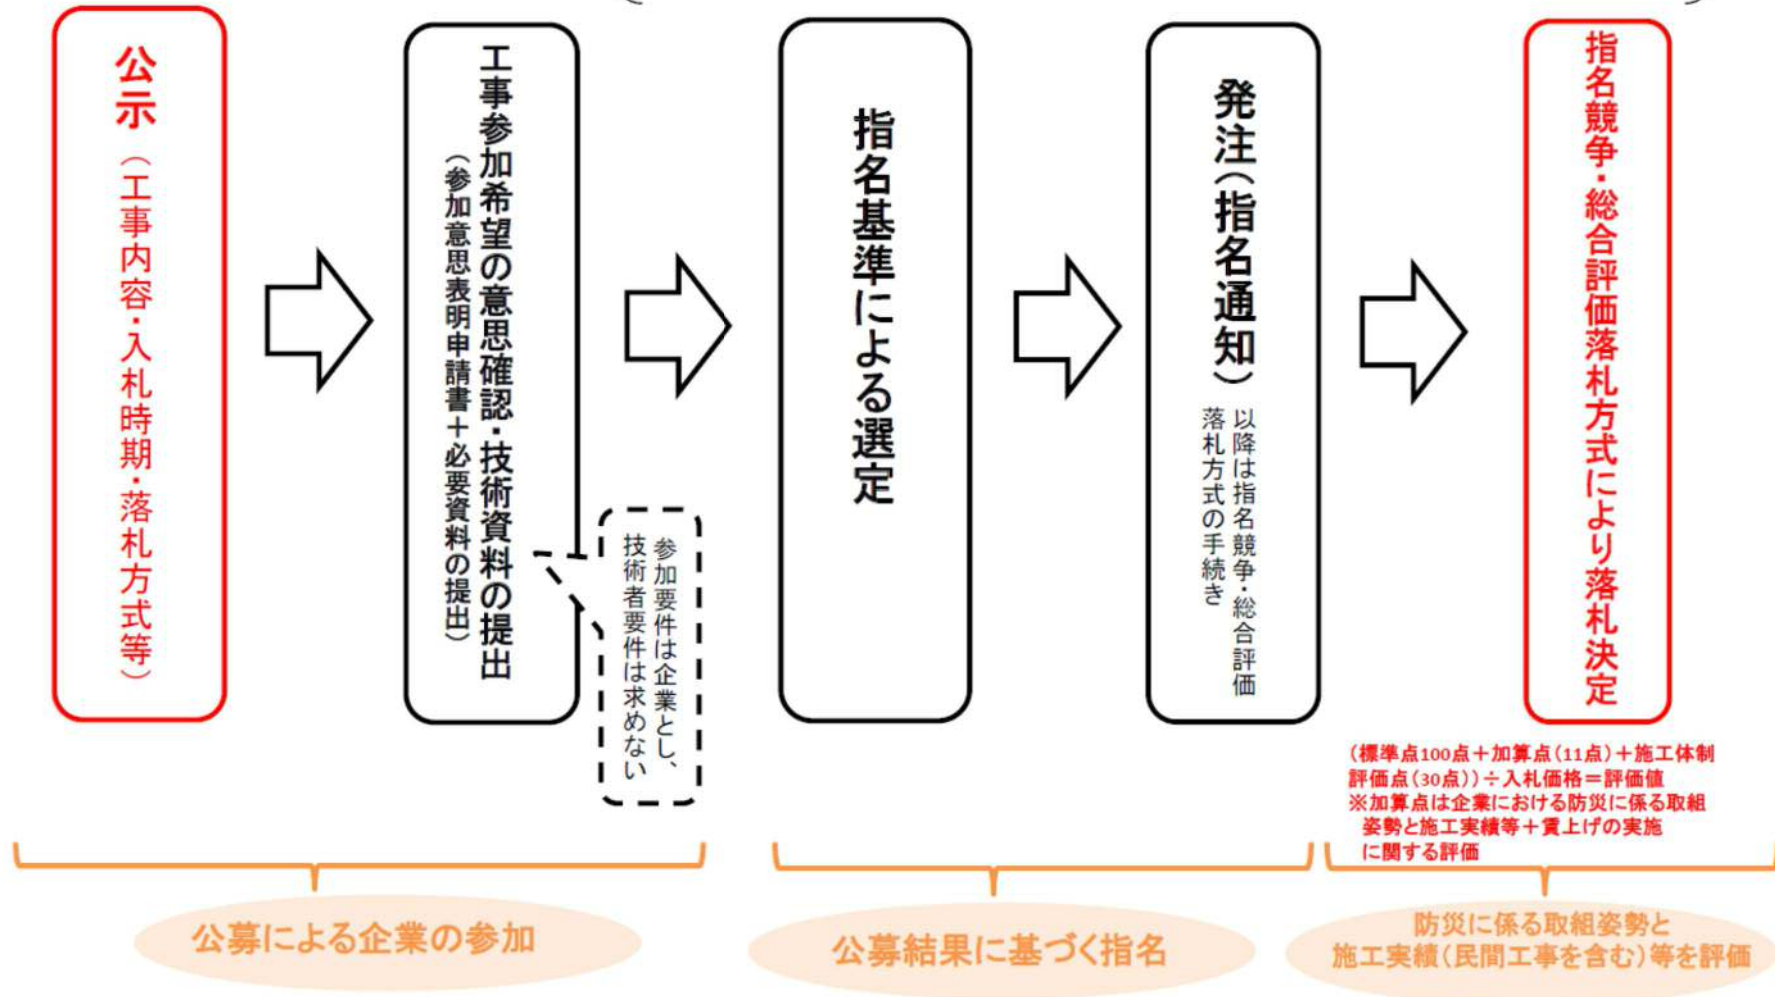 公示（工事内容・入札時期・落札方式等）
工事参加希望の意思確認・技術資料の提出
（参加意思表明申請書＋必要資料の提出）
参加要件は企業とし、
技術者要件は求めない
指名基準による選定
発注（指名通知）
以降は指名競争・総合評価
落札方式の手続き
指名競争・総合評価落札方式により落札決定
（標準点100点＋加算点（11点）＋施工体制
評価点（30点））÷入札価格＝評価値
※加算点は企業における防災に係る取組
姿勢と施工実績等＋賃上げの実施
に関する評価
公募による企業の参加
公募結果に基づく指名
防災に係る取組姿勢と
施工実績（民間工事を含む）等を評価